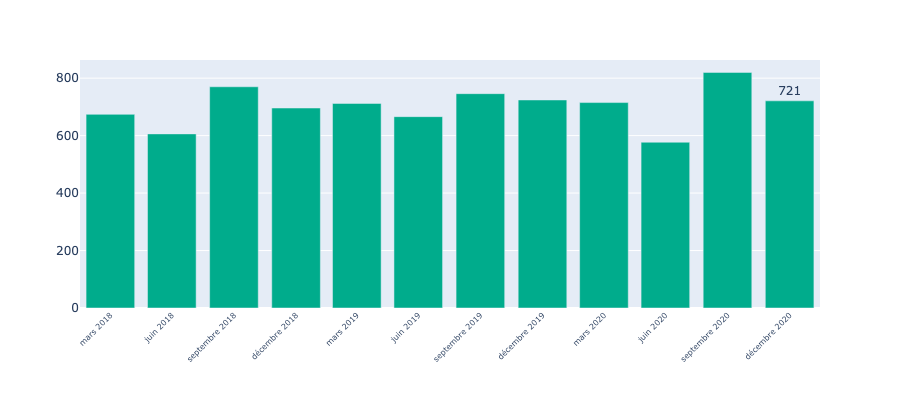 800
600
400
200
0
721
mars 2018
juin 2018
septembre 2018
décembre 2018
mars 2019
juin 2019
septembre 2019
décembre 2019
mars 2020
juin 2020
septembre 2020
décembre 2020